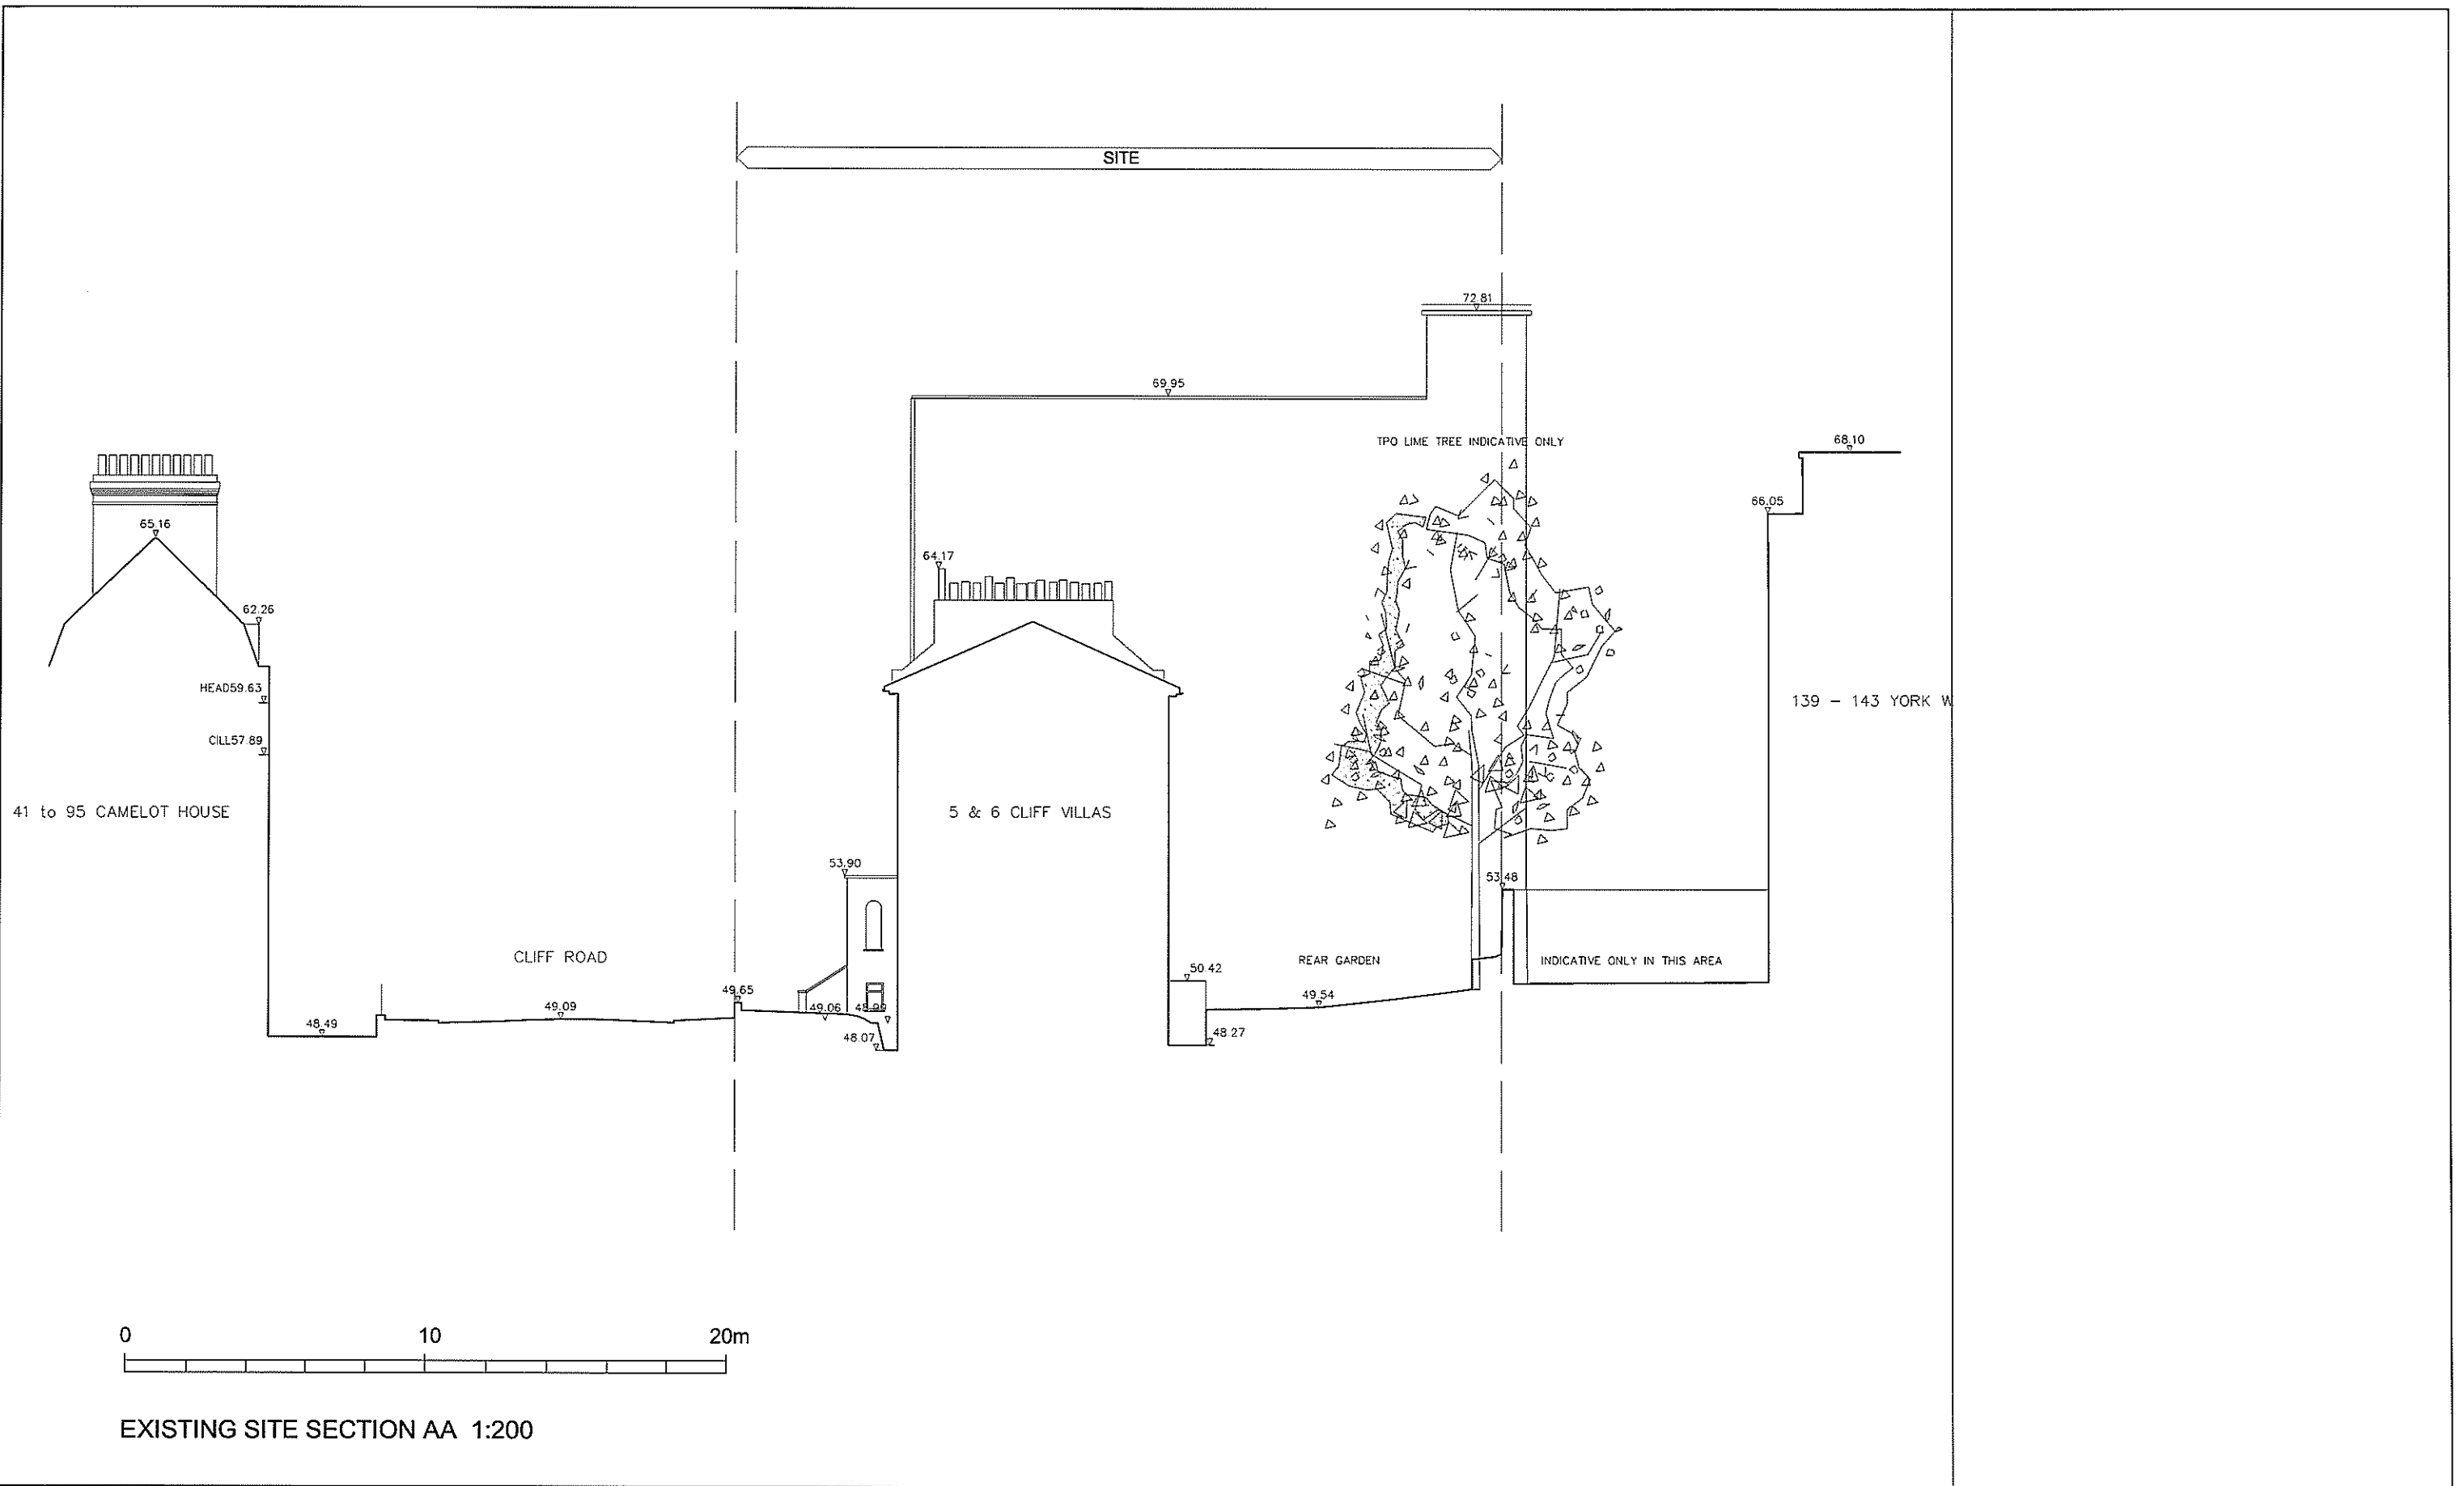 SITE
72.81
69.95
TPO LIME TREE INDICATIVE ONLY
68.10
66.05
65.16
64.17
62.26
HEAD59.63
139 – 143 YORK W
CILL57.89
41 to 95 CAMELOT HOUSE
5 & 6 CLIFF VILLAS
53.90
53.48
CLIFF ROAD
REAR GARDEN
INDICATIVE ONLY IN THIS AREA
50.42
49.65
49.54
49.09
49.06
48.99
48.49
48.07
48.27
0 10 20m
EXISTING SITE SECTION AA 1:200